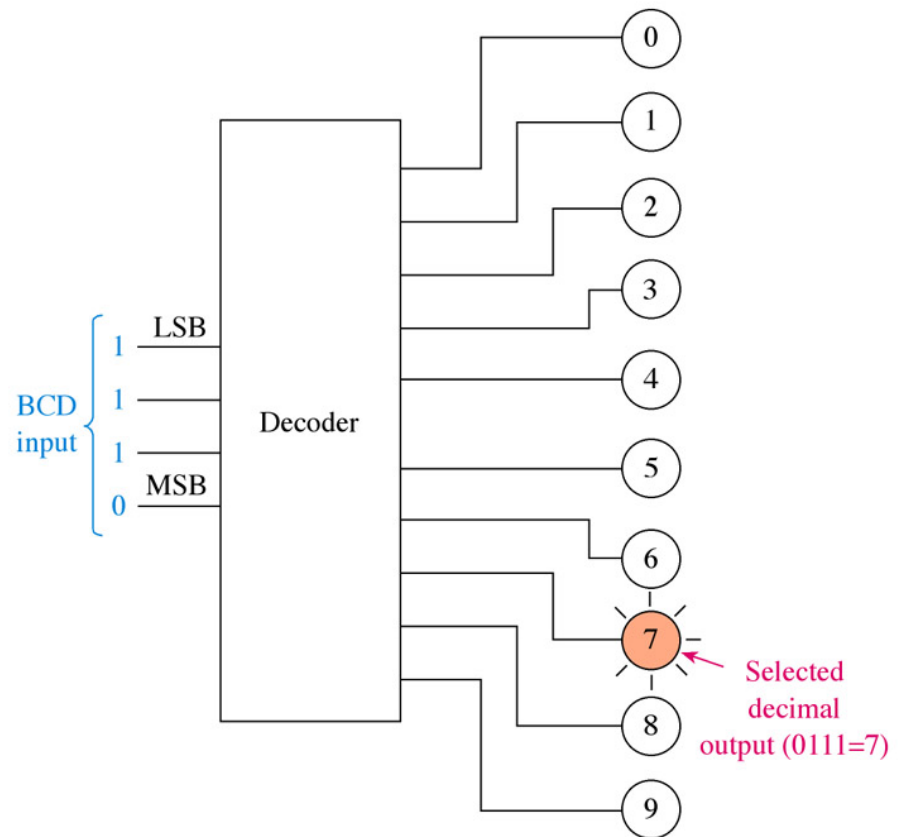 0
1
2
3
LSB
1
4
1
BCD
input
Decoder
1
5
MSB
0
6
7
Selected
decimal
output (0111=7)
8
9